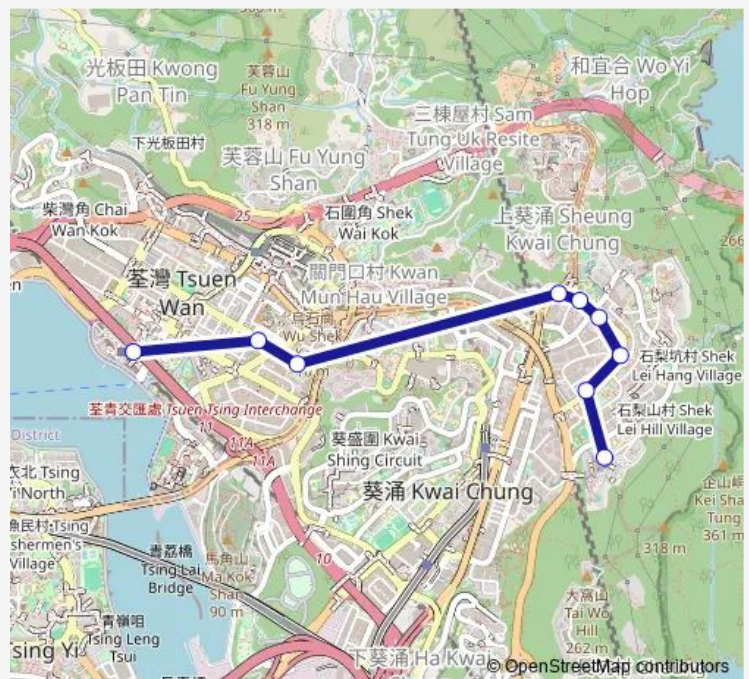 光板田 Kwong
Pan Tin
芙蓉山
Fu Yung
Shan
318 m
和宜合 Wo Yi
Hop
三棟屋村 Sam
Tung Uk Resite
Village
下光板田村
芙蓉山 Fu Yung
Shan
柴灣角 Chai
Wan Kok
25
石圍角 Shek
Wai Kok
上葵涌 Sheung
Kwai Chung
266
荃灣 Tsuen
Wan
關門口村 Kwan
Mun Hau Village
Wu Shek
石梨坑村 Shek
Lei Hang Village
荃青交匯處 Tsuen Tsing Interchange
11
11A
11A
石梨山村 Shek
Lei Hill Village
District
葵盛圍 Kwai
Shing Circuit
葵涌 Kwai Chung
Tsing
North
Kei Sha
Tung
361 m
318 m
Tsing
shermen's
Village
青荔橋
Tsing Lai
Bridge
馬角山
Ma Kok
Shan
90 m
10
大窩山
Tai Wo
Hill
262 m
青嶺咀
Tsing Leng
Tsui
sing Yi
下葵涌 Ha Kwai
© OpenStreetMap contributors